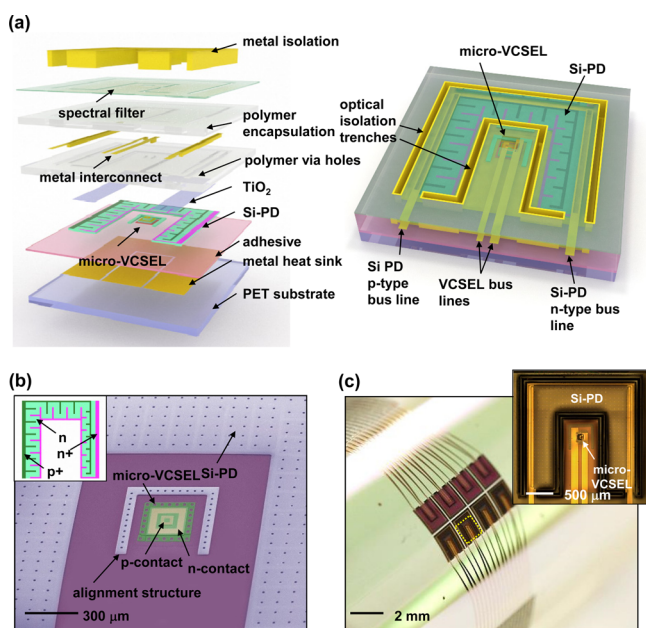 (a)
metal isolation
spectral filter
polymer
encapsulation
metal interconnect
polymer via holes
TiO2
Si-PD
micro-VCSEL
adhesive
metal heat sink
PET substrate
micro-VCSEL
Si-PD
optical
isolation
trenches
Si PD
p-type
bus line
VCSEL bus
lines
Si-PD
n-type bus
line
(b)
n
n+
p+
micro-VCSEL
Si-PD
p-contact
n-contact
alignment structure
300 μm
(c)
Si-PD
micro-
VCSEL
500 μm
2 mm